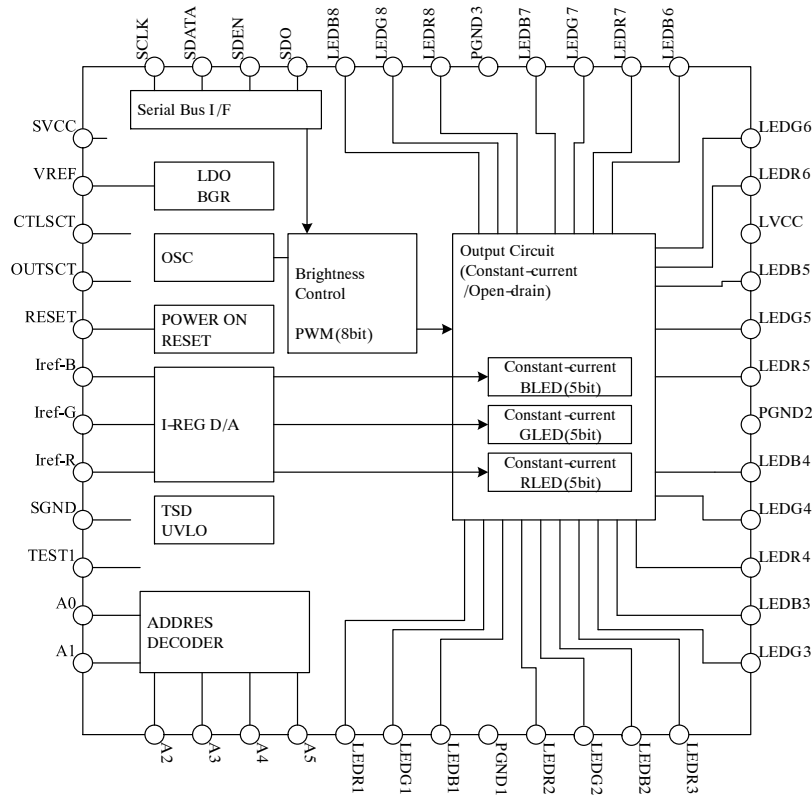 SCLK
SDATA
SDEN
SDO
LEDB8
LEDG8
LEDR8
PGND3
LEDB7
LEDG7
LEDR7
LEDB6
Serial Bus I/F
SVCC
LEDG6
VREF
LDO
BGR
LEDR6
CTLSCT
LVCC
OSC
Brightness
Control
PWM(8bit)
Output Circuit
(Constant-current
/Open-drain)
OUTSCT
LEDB5
RESET
POWER ON
RESET
LEDG5
Iref-B
Constant-current
BLED(5bit)
LEDR5
Iref-G
I-REG D/A
Constant-current
GLED(5bit)
PGND2
Iref-R
Constant-current
RLED(5bit)
LEDB4
SGND
TSD
UVLO
LEDG4
TEST1
LEDR4
A0
ADDRES
DECODER
LEDB3
A1
LEDG3
A2
A3
A4
A5
LEDR1
LEDG1
LEDB1
PGND1
LEDR2
LEDG2
LEDB2
LEDR3